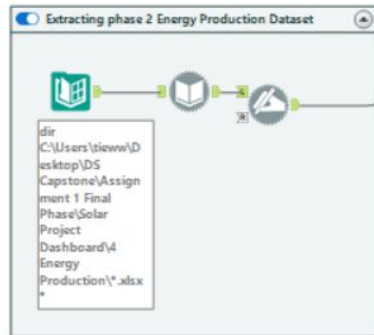 Extracting phase 2 Energy Production Dataset
dir
C:\Users\tieww\D
esktop\DS
Capstone\Assign
ment 1 Final
Phase\Solar
Project
Dashboard\4
Energy
Production\*.xlsx
*